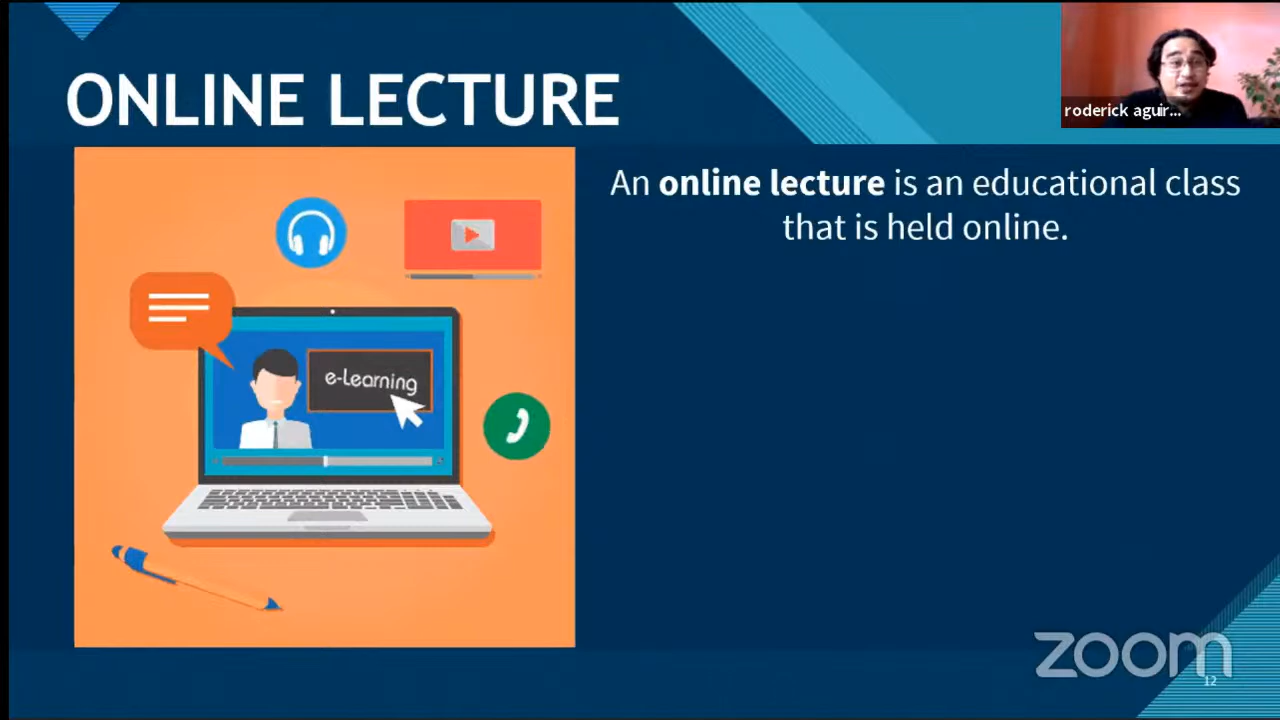 ONLINE LECTURE
roderick aguir...
An online lecture is an educational class
that is held online.
e-Learning
zoom
12